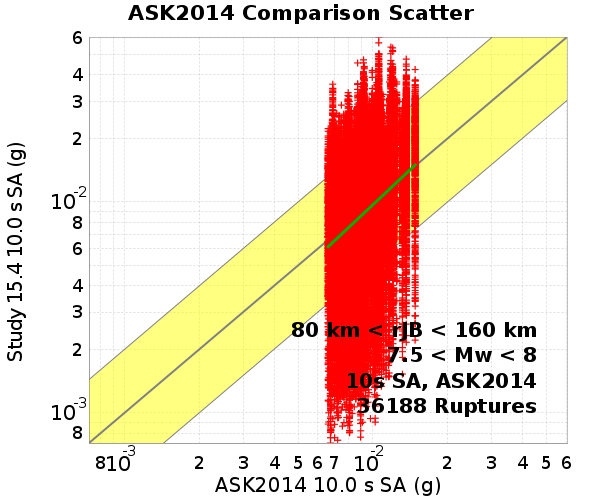 ASK2014 Comparison Scatter
Study 15.4 10.0 s SA (g)
6
4
3
2
10-2
8
6
4
3
2
10-3
8
80 km < rJB < 160 km
7.5 < Mw < 8
10s SA, ASK2014
36188 Ruptures
8 10-3 2 3 4 5 6 7 10-2 2 3 4 5 6
ASK2014 10.0 s SA (g)